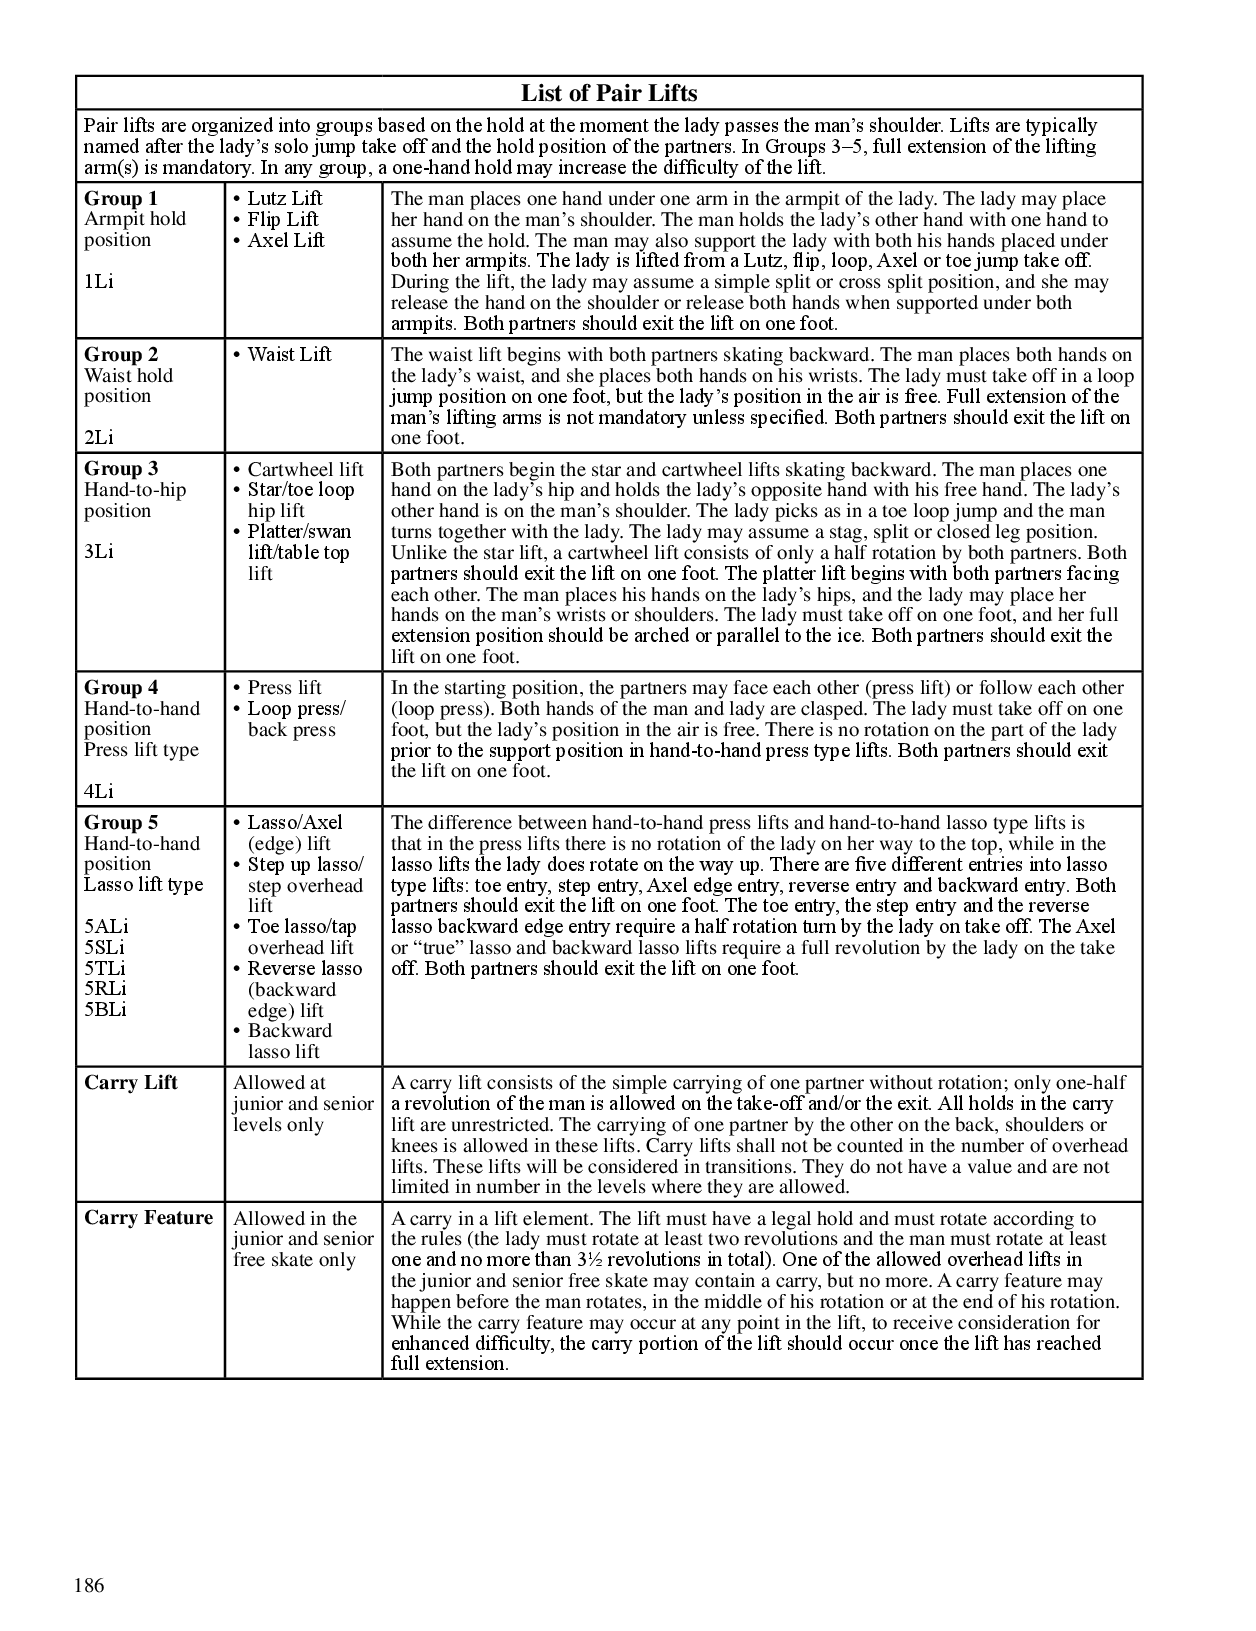 List of Pair Lifts
Pair lifts are organized into groups based on the hold at the moment the lady passes the man's shoulder. Lifts are typically
named after the lady's solo jump take off and the hold position of the partners. In Groups 3–5, full extension of the lifting
arm(s) is mandatory. In any group, a one-hand hold may increase the difficulty of the lift.
Group 1
Armpit hold
position
1Li
• Lutz Lift
• Flip Lift
• Axel Lift
The man places one hand under one arm in the armpit of the lady. The lady may place
her hand on the man's shoulder. The man holds the lady's other hand with one hand to
assume the hold. The man may also support the lady with both his hands placed under
both her armpits. The lady is lifted from a Lutz, flip, loop, Axel or toe jump take off.
During the lift, the lady may assume a simple split or cross split position, and she may
release the hand on the shoulder or release both hands when supported under both
armpits. Both partners should exit the lift on one foot.
Group 2
Waist hold
position
2Li
• Waist Lift
The waist lift begins with both partners skating backward. The man places both hands on
the lady's waist, and she places both hands on his wrists. The lady must take off in a loop
jump position on one foot, but the lady's position in the air is free. Full extension of the
man's lifting arms is not mandatory unless specified. Both partners should exit the lift on
one foot.
Group 3
Hand-to-hip
position
3Li
• Cartwheel lift
• Star/toe loop
hip lift
• Platter/swan
lift/table top
lift
Both partners begin the star and cartwheel lifts skating backward. The man places one
hand on the lady's hip and holds the lady's opposite hand with his free hand. The lady's
other hand is on the man's shoulder. The lady picks as in a toe loop jump and the man
turns together with the lady. The lady may assume a stag, split or closed leg position.
Unlike the star lift, a cartwheel lift consists of only a half rotation by both partners. Both
partners should exit the lift on one foot. The platter lift begins with both partners facing
each other. The man places his hands on the lady's hips, and the lady may place her
hands on the man's wrists or shoulders. The lady must take off on one foot, and her full
extension position should be arched or parallel to the ice. Both partners should exit the
lift on one foot.
Group 4
Hand-to-hand
position
Press lift type
4Li
• Press lift
• Loop press/
back press
In the starting position, the partners may face each other (press lift) or follow each other
(loop press). Both hands of the man and lady are clasped. The lady must take off on one
foot, but the lady's position in the air is free. There is no rotation on the part of the lady
prior to the support position in hand-to-hand press type lifts. Both partners should exit
the lift on one foot.
Group 5
Hand-to-hand
position
Lasso lift type
5ALi
5SLi
5TLi
5RLi
5BLi
• Lasso/Axel
(edge) lift
• Step up lasso/
step overhead
lift
• Toe lasso/tap
overhead lift
• Reverse lasso
(backward
edge) lift
• Backward
lasso lift
The difference between hand-to-hand press lifts and hand-to-hand lasso type lifts is
that in the press lifts there is no rotation of the lady on her way to the top, while in the
lasso lifts the lady does rotate on the way up. There are five different entries into lasso
type lifts: toe entry, step entry, Axel edge entry, reverse entry and backward entry. Both
partners should exit the lift on one foot. The toe entry, the step entry and the reverse
lasso backward edge entry require a half rotation turn by the lady on take off. The Axel
or “true” lasso and backward lasso lifts require a full revolution by the lady on the take
off. Both partners should exit the lift on one foot.
Carry Lift
Allowed at
junior and senior
levels only
A carry lift consists of the simple carrying of one partner without rotation; only one-half
a revolution of the man is allowed on the take-off and/or the exit. All holds in the carry
lift are unrestricted. The carrying of one partner by the other on the back, shoulders or
knees is allowed in these lifts. Carry lifts shall not be counted in the number of overhead
lifts. These lifts will be considered in transitions. They do not have a value and are not
limited in number in the levels where they are allowed.
Carry Feature
Allowed in the
junior and senior
free skate only
A carry in a lift element. The lift must have a legal hold and must rotate according to
the rules (the lady must rotate at least two revolutions and the man must rotate at least
one and no more than 3½ revolutions in total). One of the allowed overhead lifts in
the junior and senior free skate may contain a carry, but no more. A carry feature may
happen before the man rotates, in the middle of his rotation or at the end of his rotation.
While the carry feature may occur at any point in the lift, to receive consideration for
enhanced difficulty, the carry portion of the lift should occur once the lift has reached
full extension.
186